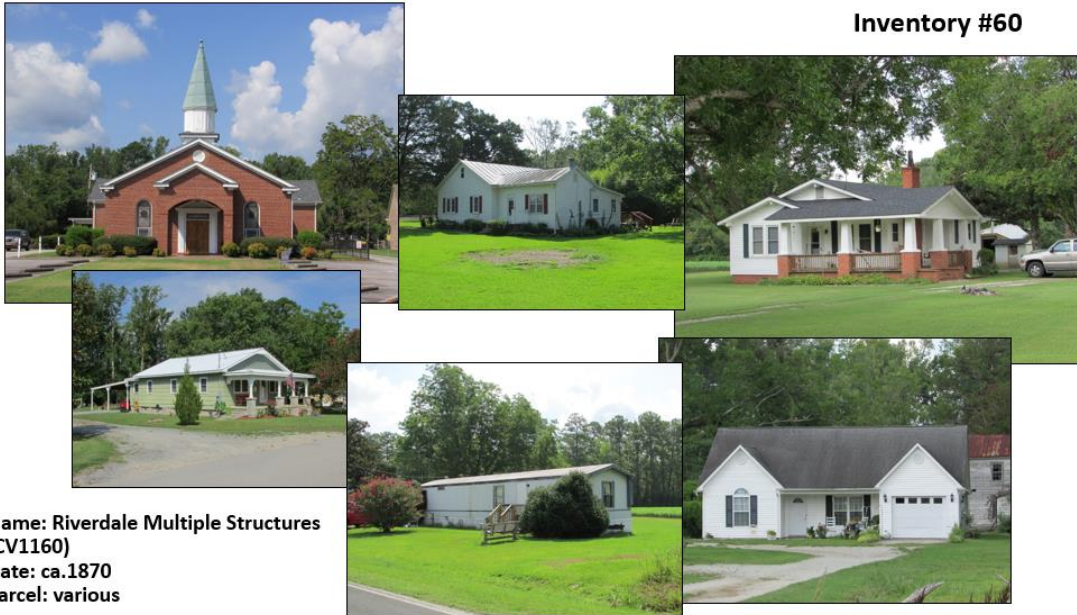 Inventory #60
ame: Riverdale Multiple Structures
CV1160)
ate: ca.1870
arcel: various